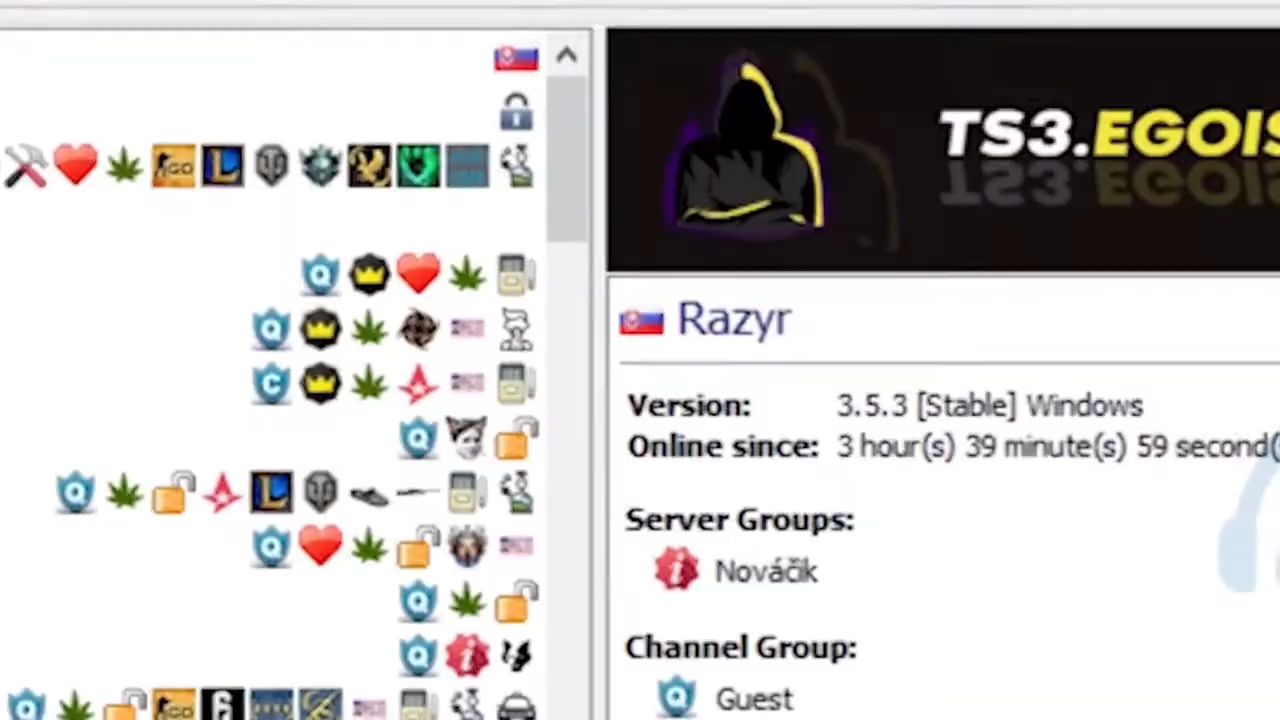 TS3.EGOIS
Razyr
Version: 3.5.3 [Stable] Windows
Online since: 3 hour(s) 39 minute(s) 59 second(
Server Groups:
Nováčik
Channel Group:
Guest